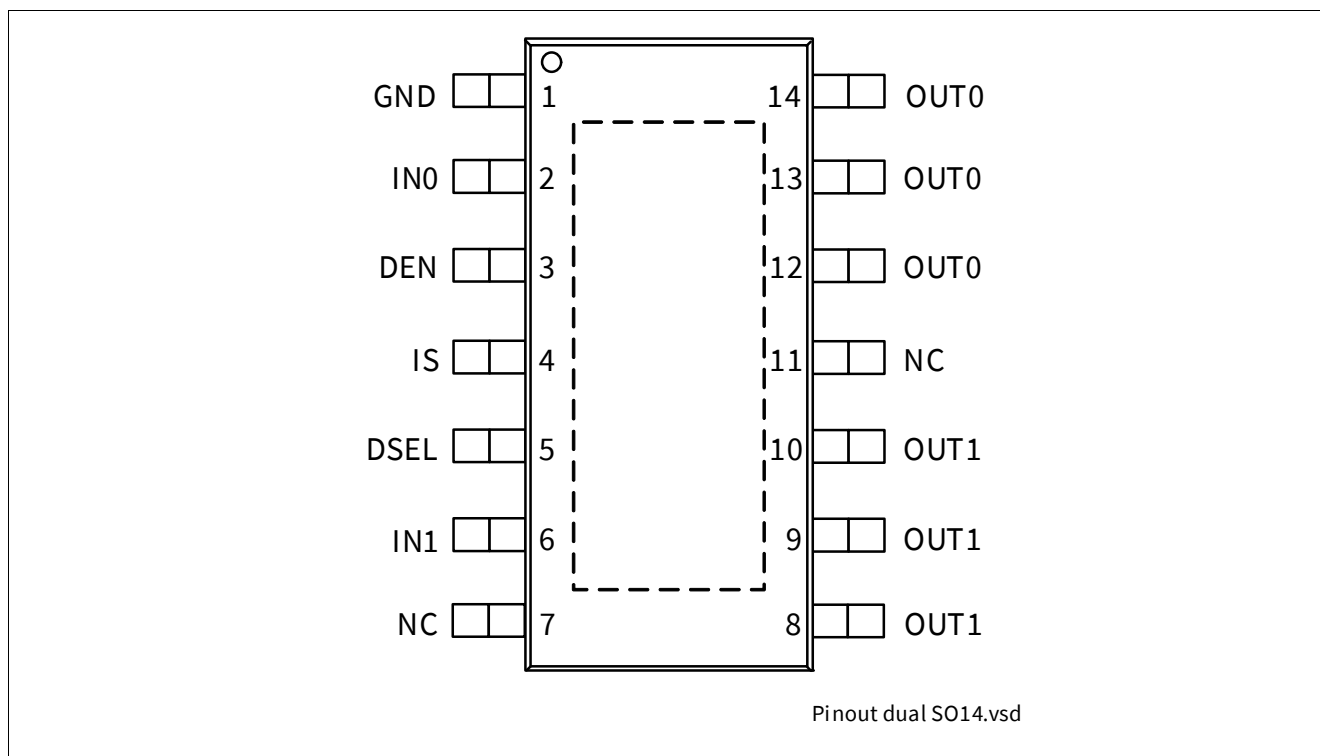 GND 1 14 OUT0
IN0 2 13 OUT0
DEN 3 12 OUT0
IS 4 11 NC
DSEL 5 10 OUT1
IN1 6 9 OUT1
NC 7 8 OUT1
Pinout dual SO14.vsd